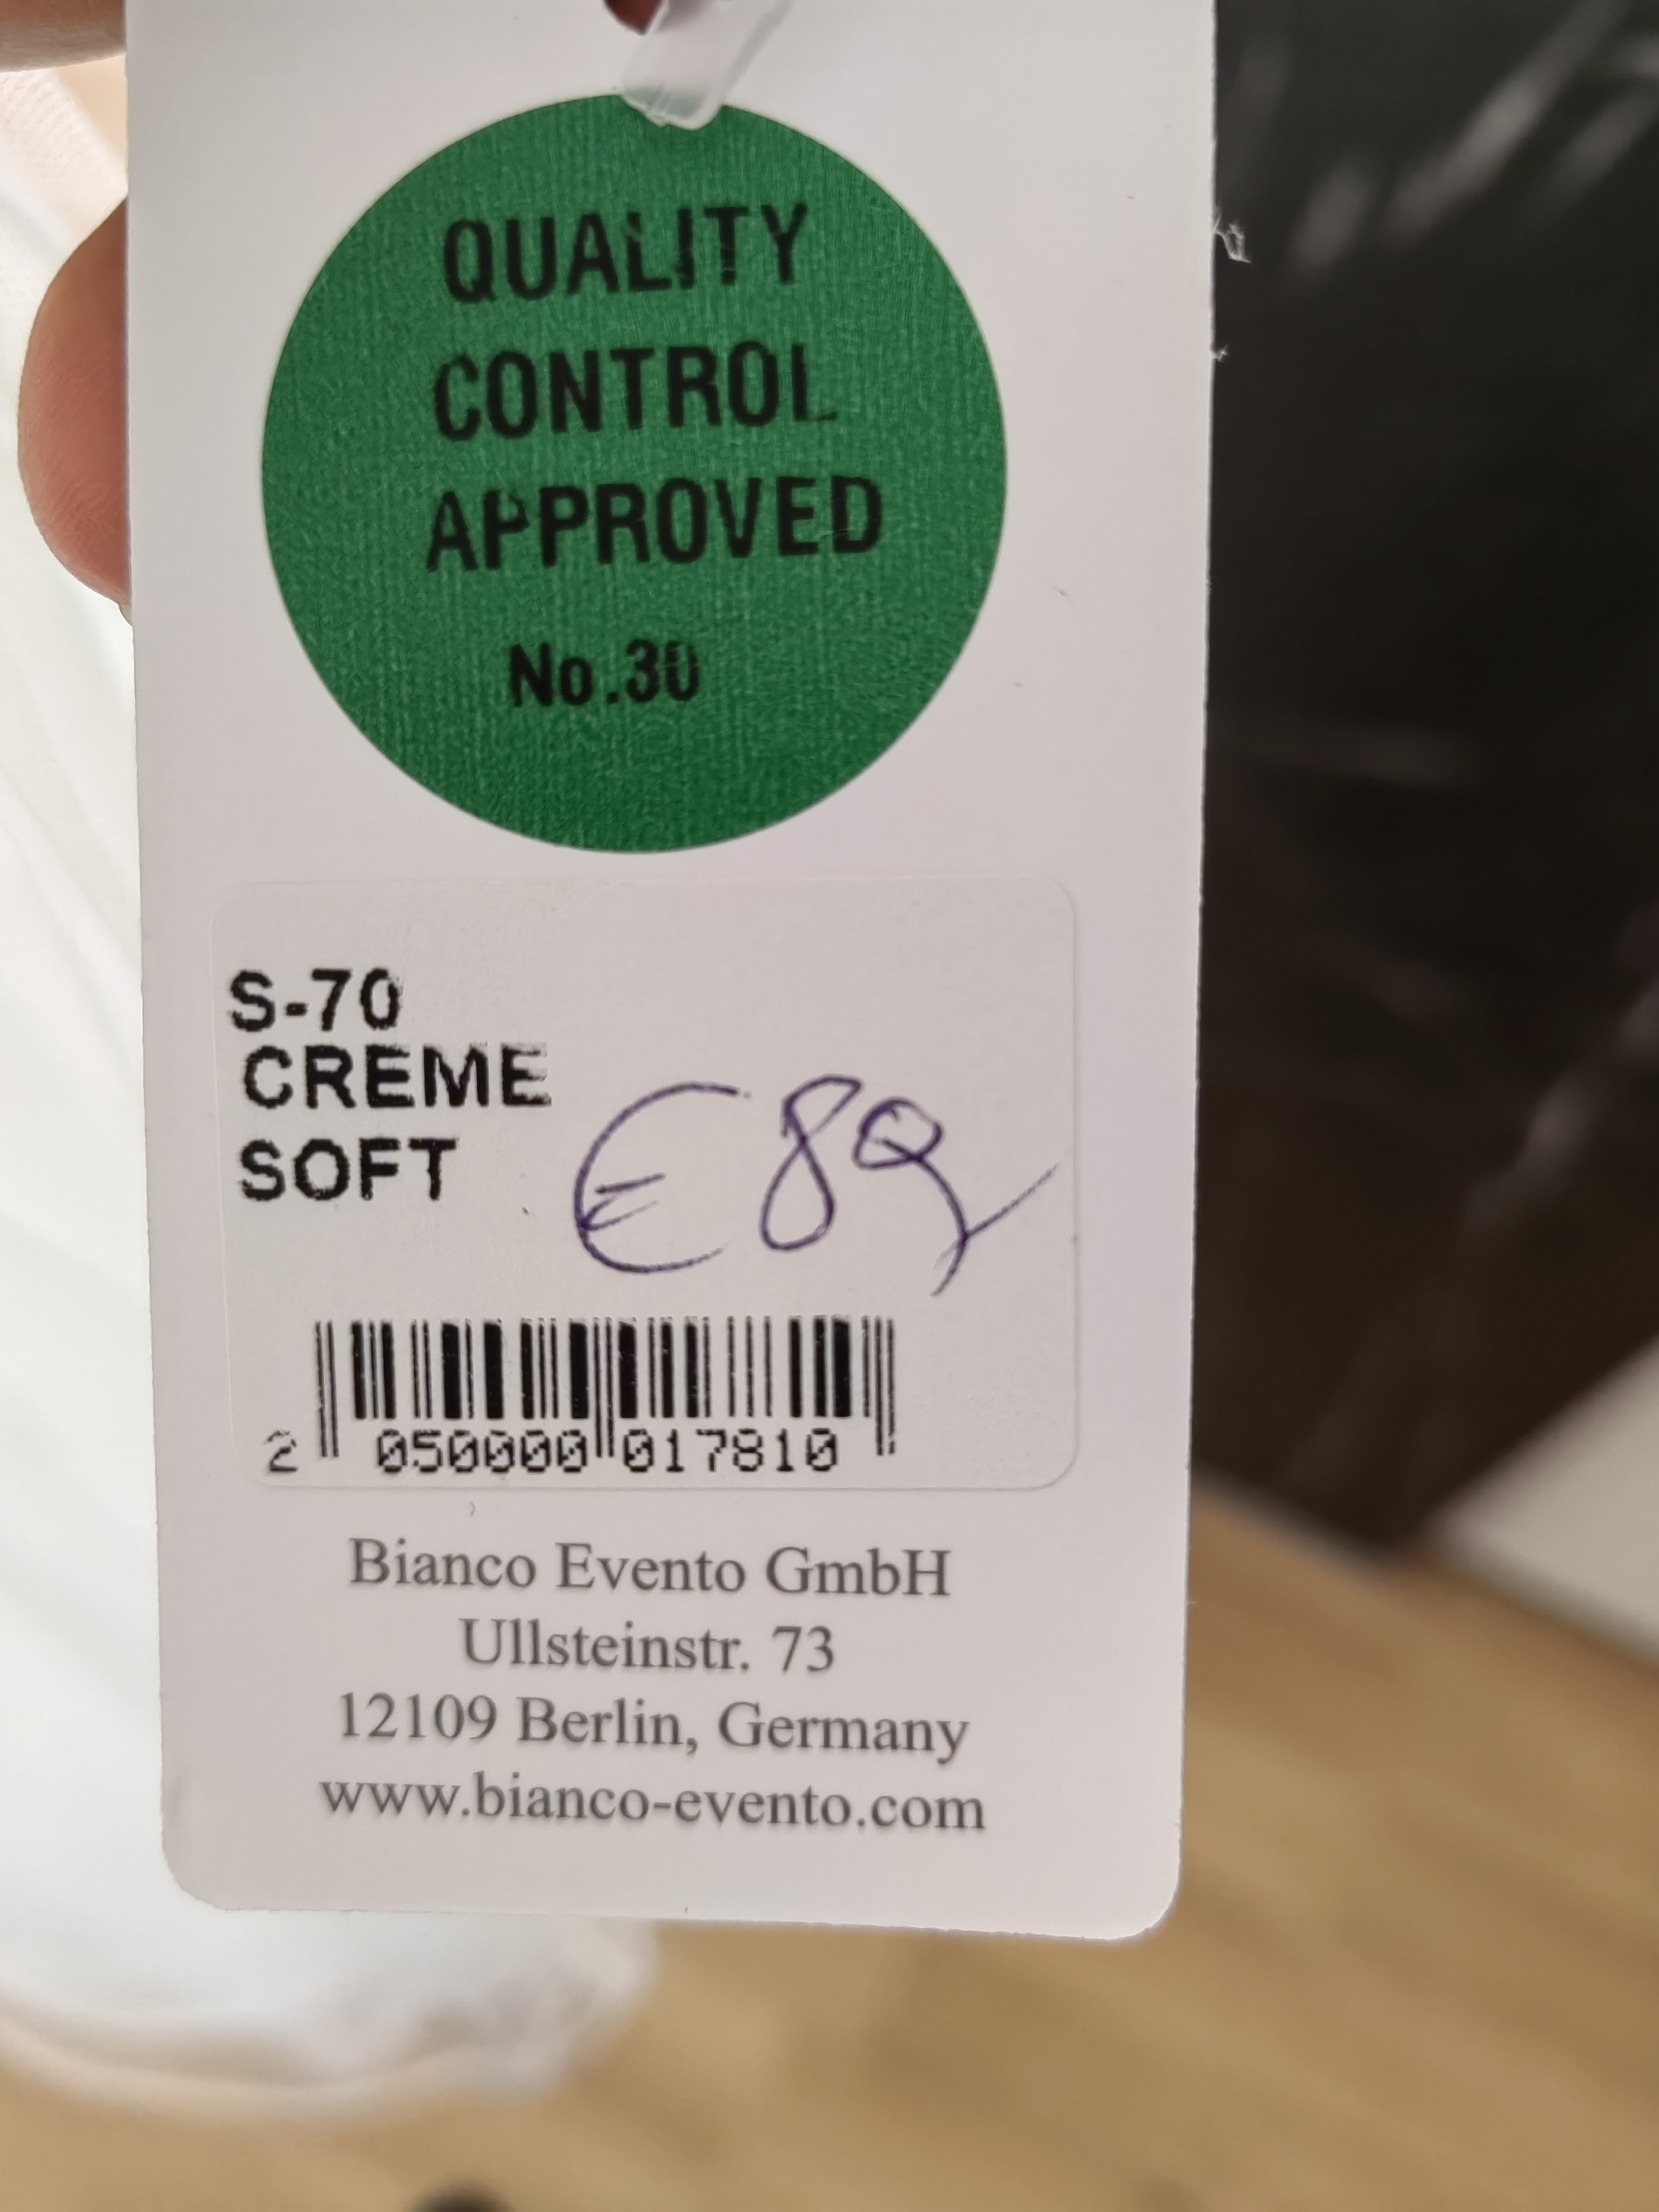 QUALITY
CONTROL
APPROVED
No.30
S-70
CREME
SOFT
€ 89
2 050000 017810
Bianco Evento GmbH
Ullsteinstr. 73
12109 Berlin, Germany
www.bianco-evento.com